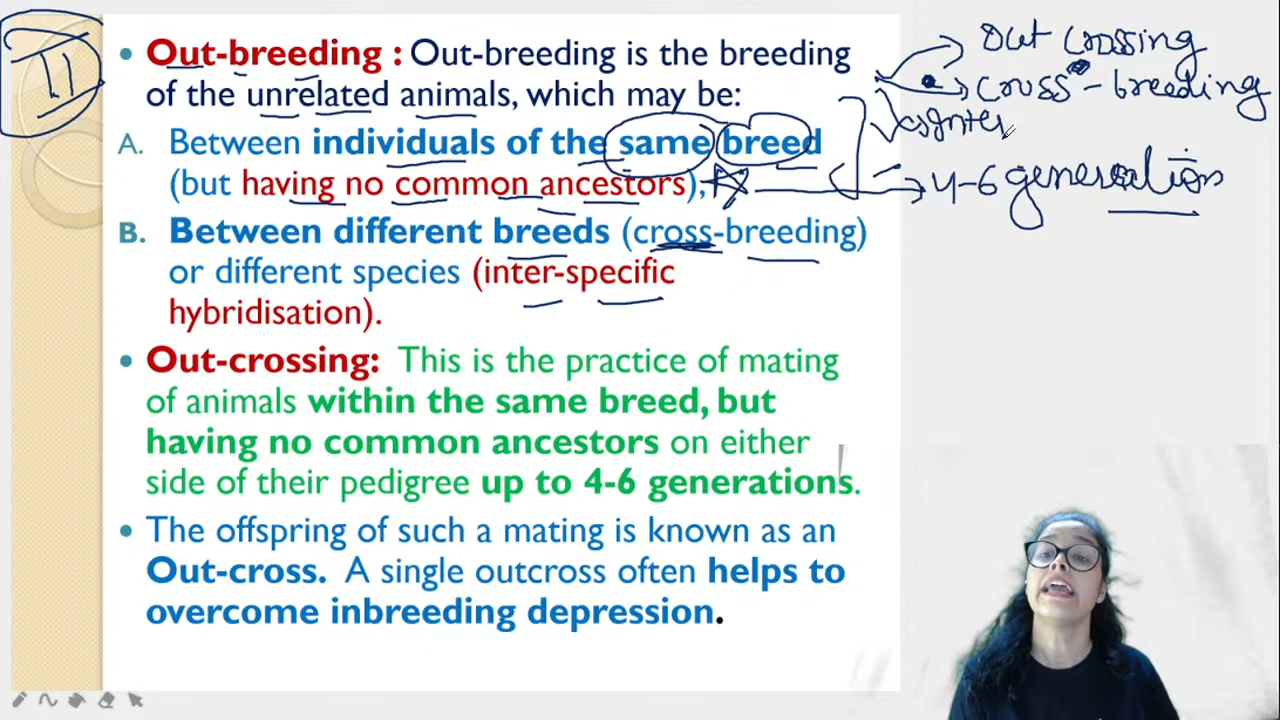 II
• Out-breeding : Out-breeding is the breeding
of the unrelated animals, which may be:
A. Between individuals of the same breed
(but having no common ancestors),
B. Between different breeds (cross-breeding)
or different species (inter-specific
hybridisation).
• Out-crossing: This is the practice of mating
of animals within the same breed, but
having no common ancestors on either
side of their pedigree up to 4-6 generations.
• The offspring of such a mating is known as an
Out-cross. A single outcross often helps to
overcome inbreeding depression.
Out crossing
cross - breeding
4-6 generation